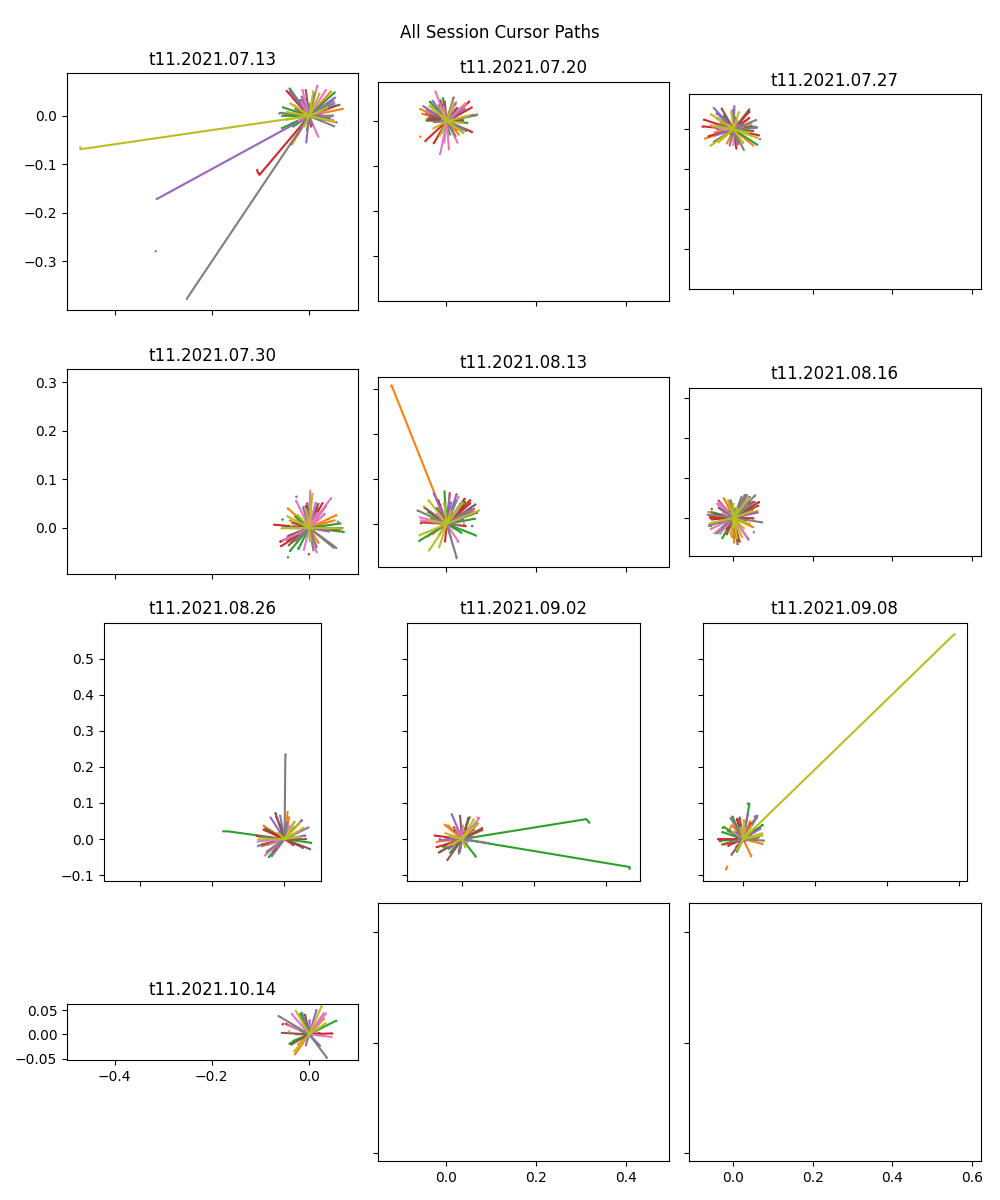 All Session Cursor Paths
t11.2021.07.13
t11.2021.07.20
t11.2021.07.27
0.0
−0.1
−0.2
−0.3
t11.2021.07.30
t11.2021.08.13
t11.2021.08.16
0.3
0.2
0.1
0.0
t11.2021.08.26
t11.2021.09.02
t11.2021.09.08
0.5
0.4
0.3
0.2
0.1
0.0
−0.1
t11.2021.10.14
0.05
0.00
−0.05
−0.4 −0.2 0.0
0.0 0.2 0.4 0.0 0.2 0.4 0.6